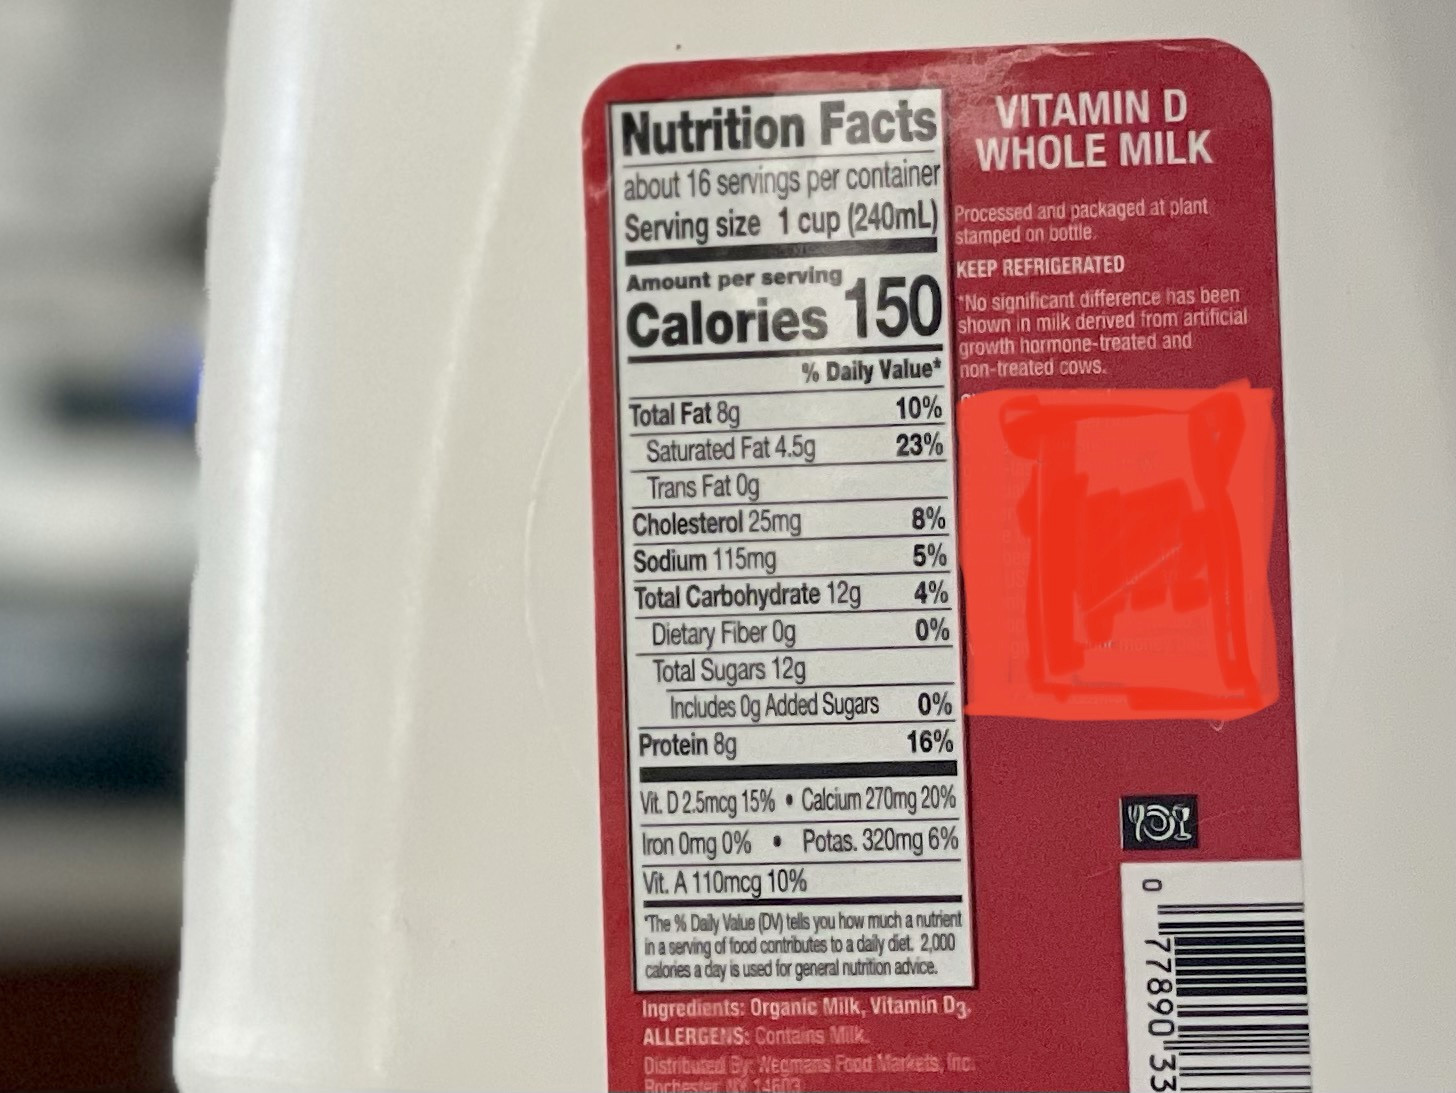 Nutrition Facts
about 16 servings per container
Serving size 1 cup (240mL)
Amount per serving
Calories 150
% Daily Value*
Total Fat 8g 10%
Saturated Fat 4.5g 23%
Trans Fat 0g
Cholesterol 25mg 8%
Sodium 115mg 5%
Total Carbohydrate 12g 4%
Dietary Fiber 0g 0%
Total Sugars 12g
Includes 0g Added Sugars 0%
Protein 8g 16%
Vit. D 2.5mcg 15% • Calcium 270mg 20%
Iron 0mg 0% • Potas. 320mg 6%
Vit. A 110mcg 10%
*The % Daily Value (DV) tells you how much a nutrient
in a serving of food contributes to a daily diet. 2,000
calories a day is used for general nutrition advice.
Ingredients: Organic Milk, Vitamin D3.
ALLERGENS: Contains Milk.
Distributed By: Wegmans Food Markets, Inc.
Rochester NY 14603
VITAMIN D
WHOLE MILK
Processed and packaged at plant
stamped on bottle.
KEEP REFRIGERATED
*No significant difference has been
shown in milk derived from artificial
growth hormone-treated and
non-treated cows.
0 77890 33